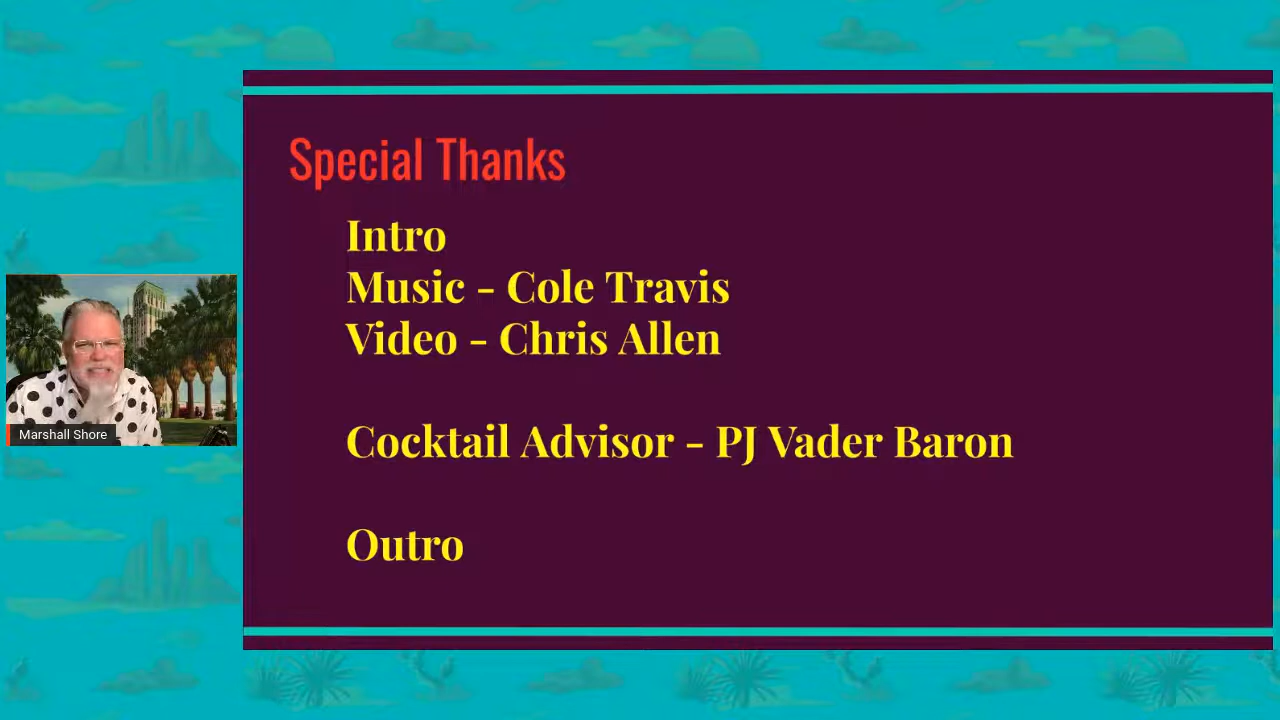 Special Thanks
Intro
Music - Cole Travis
Video - Chris Allen
Cocktail Advisor - PJ Vader Baron
Outro
Marshall Shore